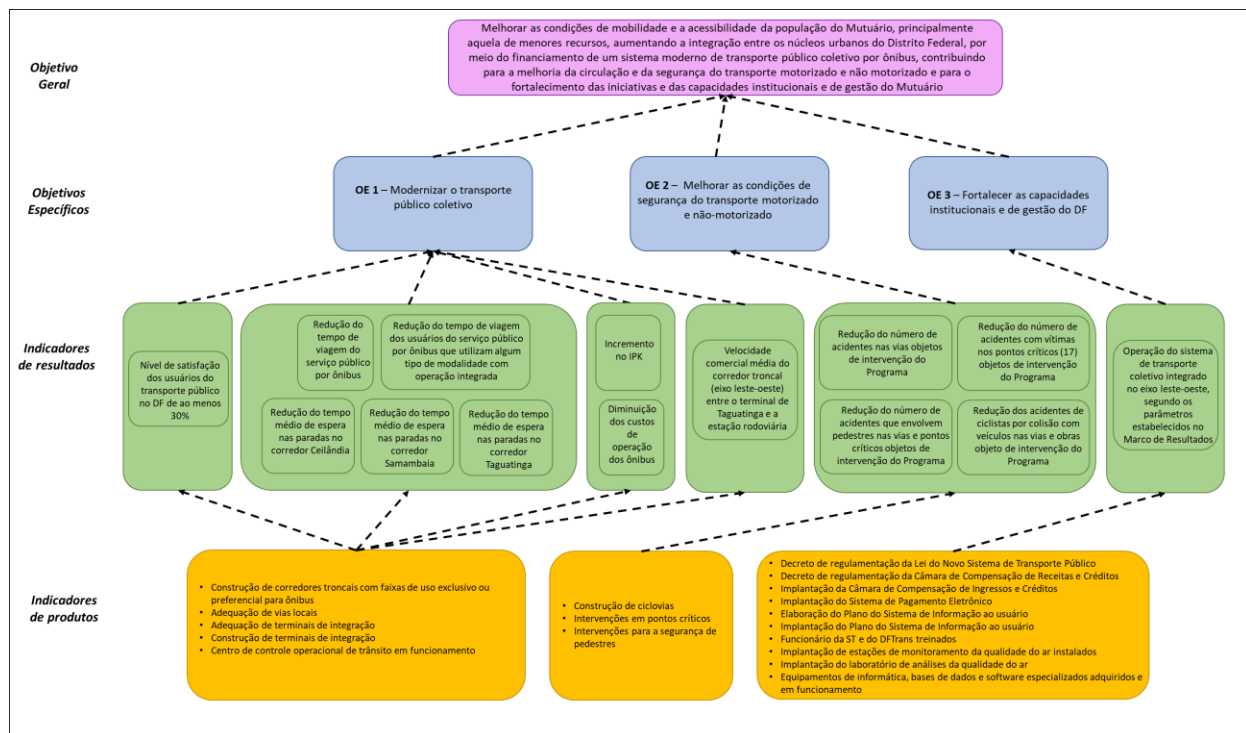 Objetivo
Geral
Melhorar as condições de mobilidade e a acessibilidade da população do Mutuário, principalmente
aquela de menores recursos, aumentando a integração entre os núcleos urbanos do Distrito Federal, por
meio do financiamento de um sistema moderno de transporte público coletivo por ônibus, contribuindo
para a melhoria da circulação e da segurança do transporte motorizado e não motorizado e para o
fortalecimento das iniciativas e das capacidades institucionais e de gestão do Mutuário
Objetivos
Específicos
OE 1 – Modernizar o transporte
público coletivo
OE 2 – Melhorar as condições de
segurança do transporte motorizado
e não-motorizado
OE 3 – Fortalecer as capacidades
institucionais e de gestão do DF
Indicadores
de resultados
Nível de satisfação
dos usuários do
transporte público
no DF de ao menos
30%
Redução do
tempo de
viagem do
serviço público
por ônibus
Redução do tempo de viagem
dos usuários do serviço público
por ônibus que utilizam algum
tipo de modalidade com
operação integrada
Redução do tempo
médio de espera
nas paradas no
corredor Ceilândia
Redução do tempo
médio de espera
nas paradas no
corredor
Samambaia
Redução do tempo
médio de espera
nas paradas no
corredor
Taguatinga
Incremento
no IPK
Diminuição
dos custos
de
operação
dos ônibus
Velocidade
comercial média do
corredor troncal
(eixo leste-oeste)
entre o terminal de
Taguatinga e a
estação rodoviária
Redução do número de
acidentes nas vias objetos
de intervenção do
Programa
Redução do número de
acidentes com vítimas
nos pontos críticos (17)
objetos de intervenção do
Programa
Redução do número de
acidentes que envolvem
pedestres nas vias e pontos
críticos objetos de
intervenção do Programa
Redução dos acidentes de
ciclistas por colisão com
veículos nas vias e obras
objeto de intervenção do
Programa
Operação do sistema
de transporte
coletivo integrado
no eixo leste-oeste,
segundo os
parâmetros
estabelecidos no
Marco de Resultados
Indicadores
de produtos
• Construção de corredores troncais com faixas de uso exclusivo ou
preferencial para ônibus
• Adequação de vias locais
• Adequação de terminais de integração
• Construção de terminais de integração
• Centro de controle operacional de trânsito em funcionamento
• Construção de ciclovias
• Intervenções em pontos críticos
• Intervenções para a segurança de
pedestres
• Decreto de regulamentação da Lei do Novo Sistema de Transporte Público
• Decreto de regulamentação da Câmara de Compensação de Receitas e Créditos
• Implantação da Câmara de Compensação de Ingressos e Créditos
• Implantação do Sistema de Pagamento Eletrônico
• Elaboração do Plano do Sistema de Informação ao usuário
• Implantação do Plano do Sistema de Informação ao usuário
• Funcionário da ST e do DFTrans treinados
• Implantação de estações de monitoramento da qualidade do ar instalados
• Implantação do laboratório de análises da qualidade do ar
• Equipamentos de informática, bases de dados e software especializados adquiridos e
em funcionamento